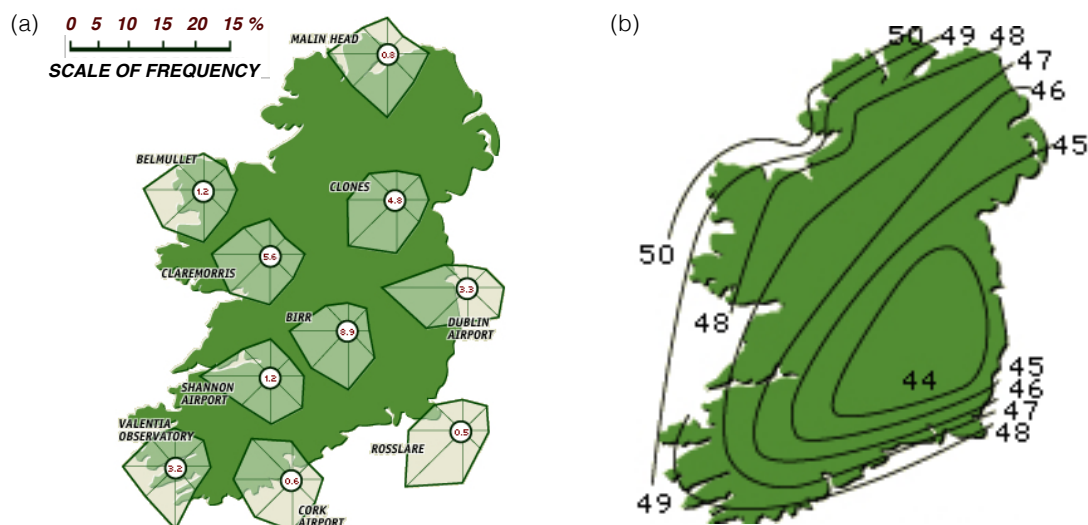 (a)
0 5 10 15 20 15 %
SCALE OF FREQUENCY
MALIN HEAD
0.8
BELMULLET
1.2
CLONES
4.8
CLAREMORRIS
5.6
DUBLIN
AIRPORT
3.3
BIRR
8.9
SHANNON
AIRPORT
1.2
VALENTIA
OBSERVATORY
3.2
ROSSLARE
0.5
CORK
AIRPORT
0.6
(b)
50 49 48
47
46
45
50
48
44
45
46
47
48
49